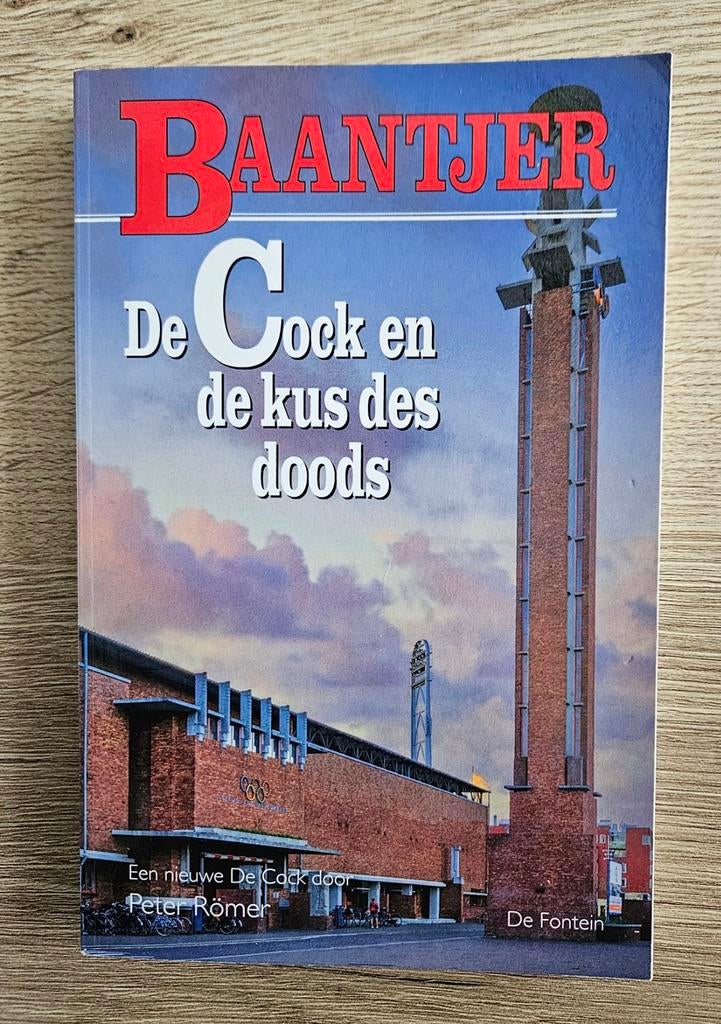 BAANTJER
De Cock en
de kus des
doods
Een nieuwe De Cock door
Peter Römer
De Fontein